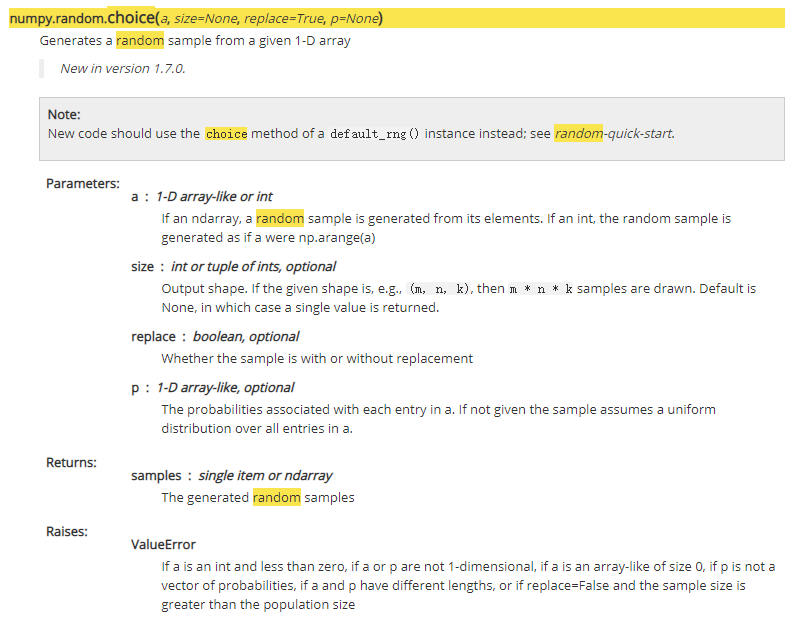 numpy.random.choice(a, size=None, replace=True, p=None)
Generates a random sample from a given 1-D array
New in version 1.7.0.
Note:
New code should use the choice method of a default_rng() instance instead; see random-quick-start.
Parameters:
a : 1-D array-like or int
If an ndarray, a random sample is generated from its elements. If an int, the random sample is
generated as if a were np.arange(a)
size : int or tuple of ints, optional
Output shape. If the given shape is, e.g., (m, n, k), then m * n * k samples are drawn. Default is
None, in which case a single value is returned.
replace : boolean, optional
Whether the sample is with or without replacement
p : 1-D array-like, optional
The probabilities associated with each entry in a. If not given the sample assumes a uniform
distribution over all entries in a.
Returns:
samples : single item or ndarray
The generated random samples
Raises:
ValueError
If a is an int and less than zero, if a or p are not 1-dimensional, if a is an array-like of size 0, if p is not a
vector of probabilities, if a and p have different lengths, or if replace=False and the sample size is
greater than the population size